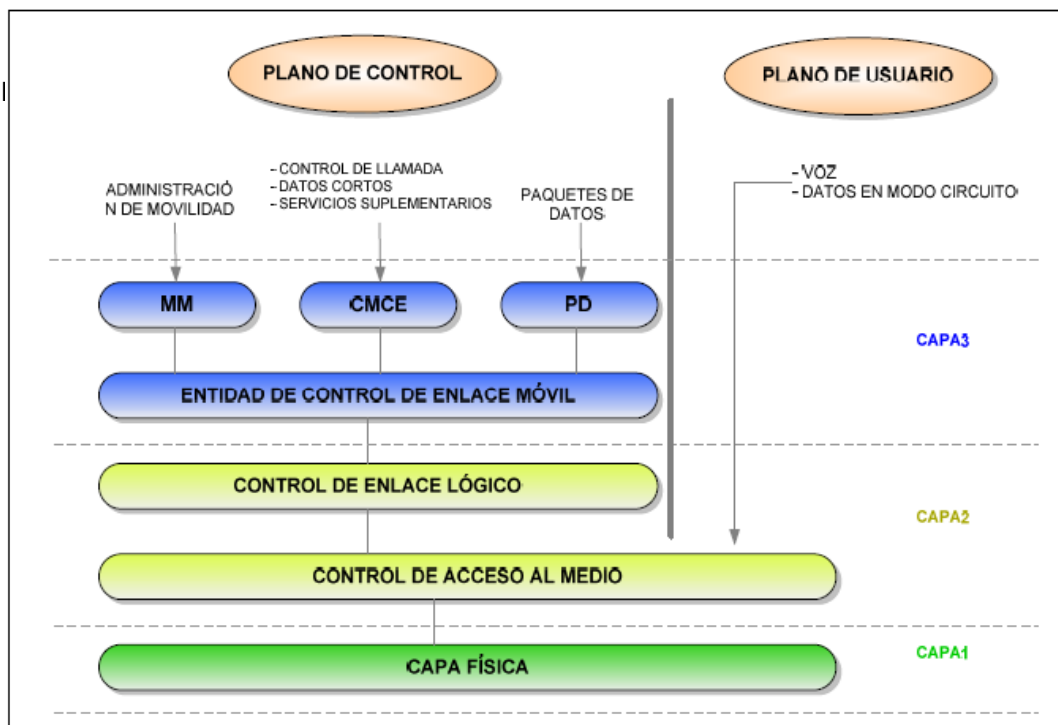 PLANO DE CONTROL
PLANO DE USUARIO
ADMINISTRACIÓ
N DE MOVILIDAD
- CONTROL DE LLAMADA
- DATOS CORTOS
- SERVICIOS SUPLEMENTARIOS
PAQUETES DE
DATOS
- VOZ
- DATOS EN MODO CIRCUITO
MM
CMCE
PD
CAPA3
ENTIDAD DE CONTROL DE ENLACE MÓVIL
CONTROL DE ENLACE LÓGICO
CAPA2
CONTROL DE ACCESO AL MEDIO
CAPA1
CAPA FÍSICA